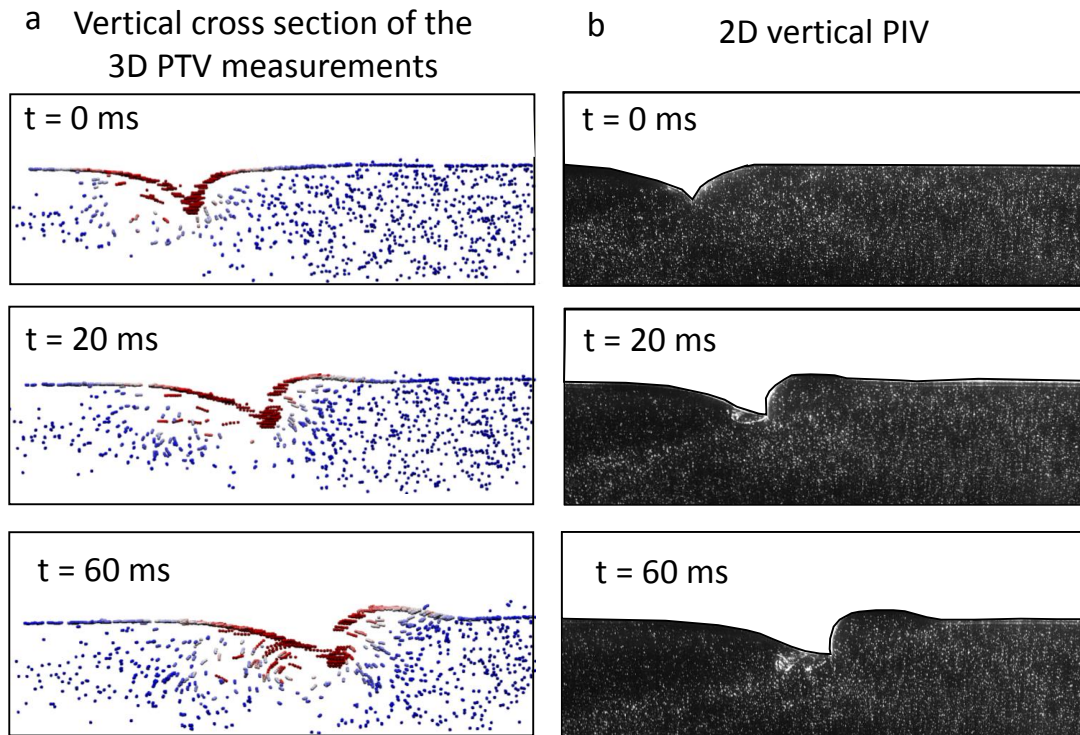 a Vertical cross section of the
3D PTV measurements
b 2D vertical PIV
t = 0 ms
t = 0 ms
t = 20 ms
t = 20 ms
t = 60 ms
t = 60 ms